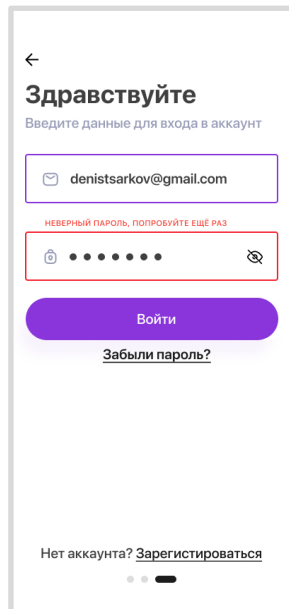 Здравствуйте
Введите данные для входа в аккаунт
denistsarkov@gmail.com
НЕВЕРНЫЙ ПАРОЛЬ, ПОПРОБУЙТЕ ЕЩЁ РАЗ
Войти
Забыли пароль?
Нет аккаунта? Зарегистироваться